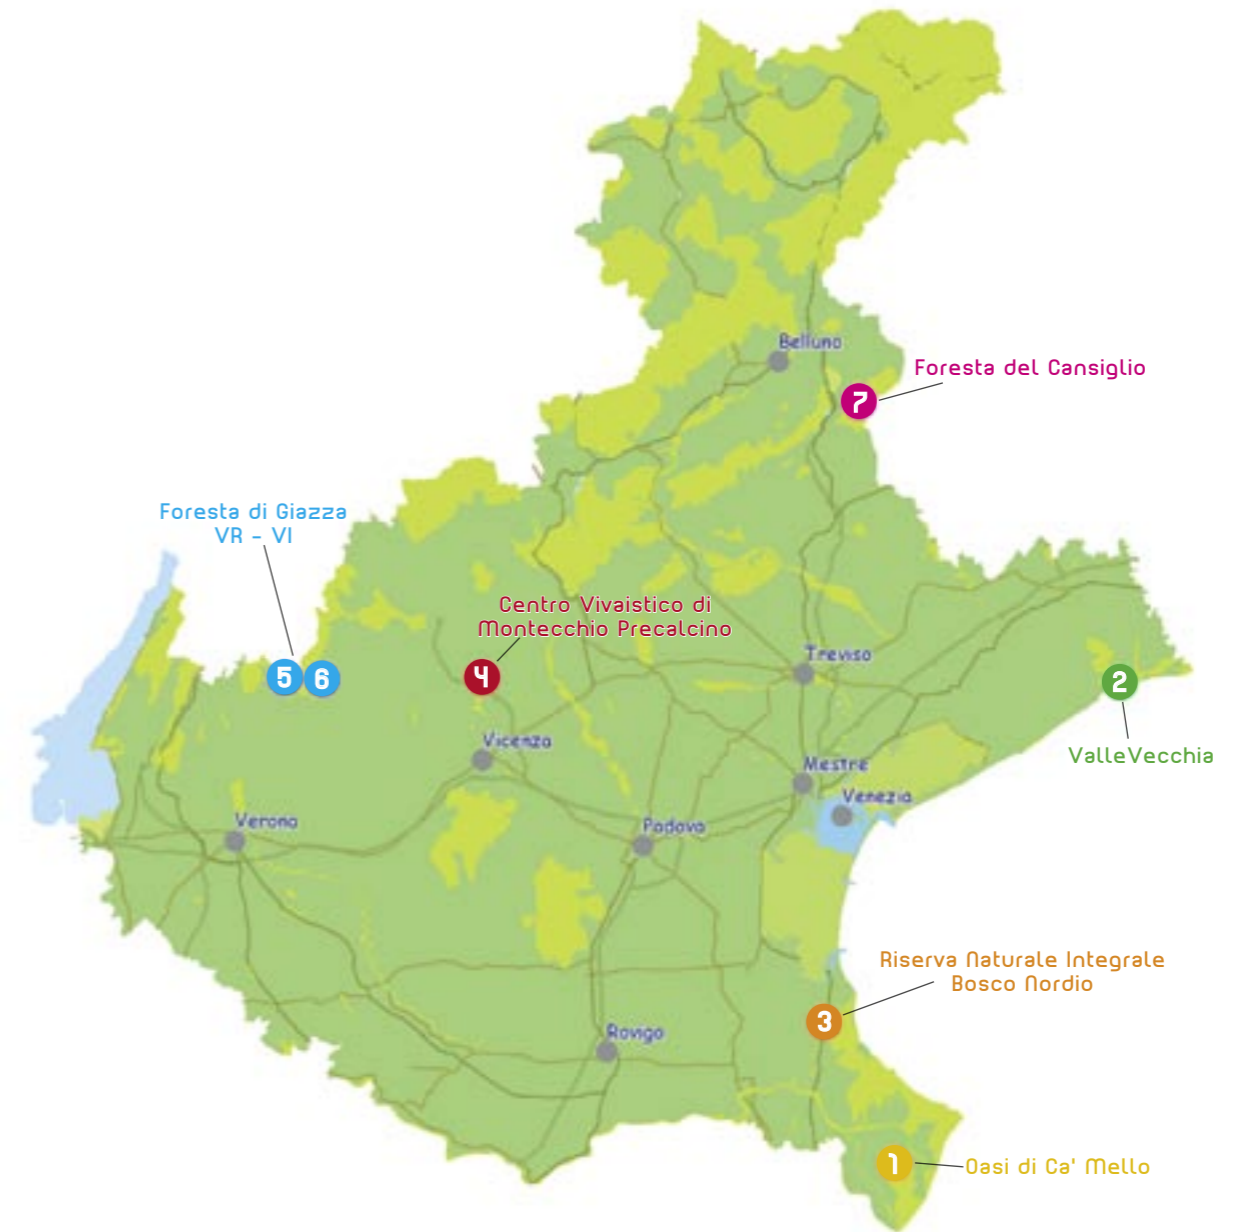 Belluno
Foresta del Cansiglio
7
Foresta di Giazza
VR - VI
Centro Vivaistico di
Montecchio Precalcino
Treviso
5
6
4
2
Vicenza
ValleVecchia
Mestre
Venezia
Verona
Padova
Riserva Naturale Integrale
Bosco Nordio
3
Rovigo
1
Oasi di Ca' Mello